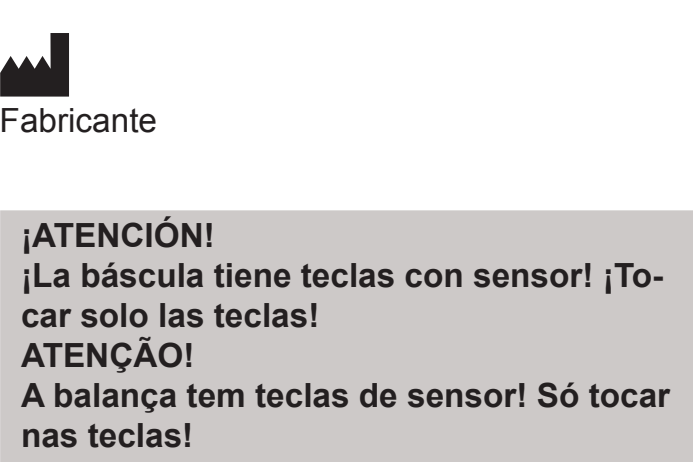 Fabricante
¡ATENCIÓN!
¡La báscula tiene teclas con sensor! ¡To-
car solo las teclas!
ATENÇÃO!
A balança tem teclas de sensor! Só tocar
nas teclas!